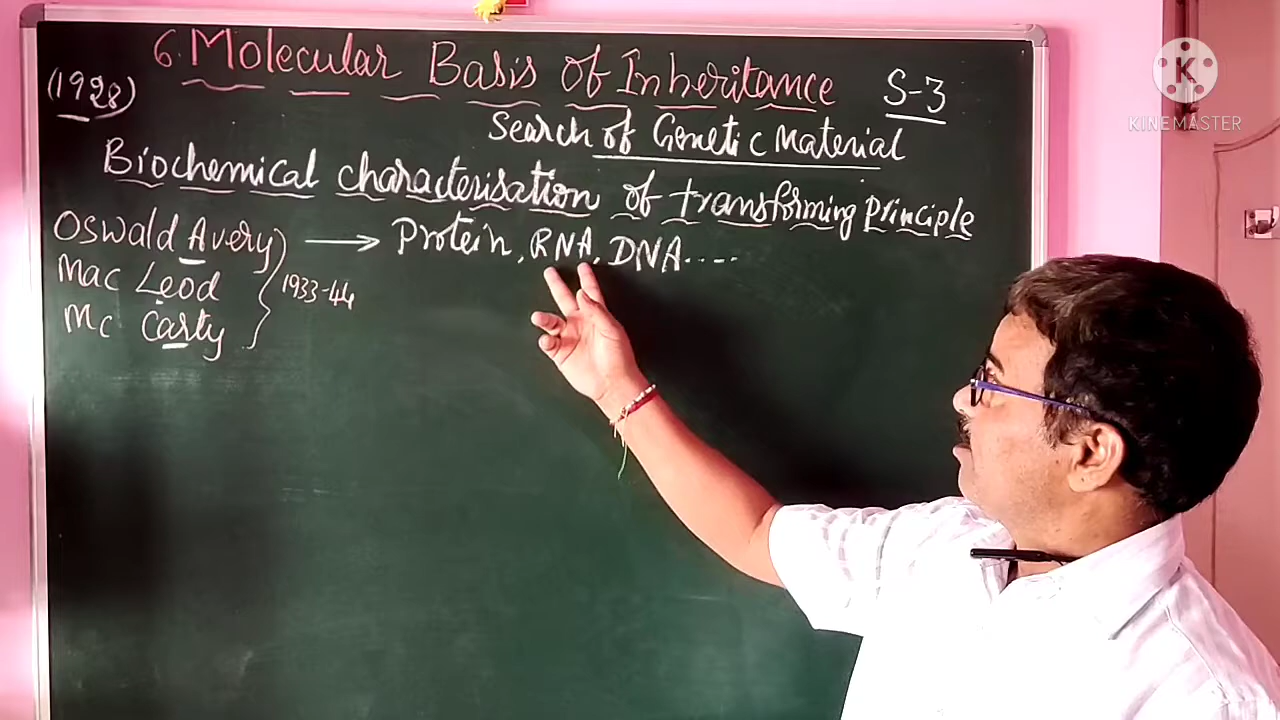 6. Molecular Basis of Inheritance S-3
(1928)
Search of Genetic Material
Biochemical characterisation of transforming Principle
Oswald Avery → Protein, RNA, DNA.....
Mac Leod
Mc Carty
1933-44
KINEMASTER